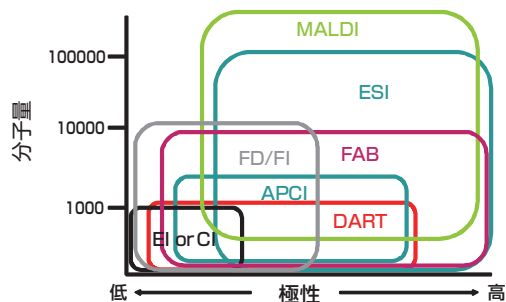 MALDI
100000
ESI
分子量
10000
FD/FI
FAB
APCI
1000
DART
EI or CI
低 極性 高